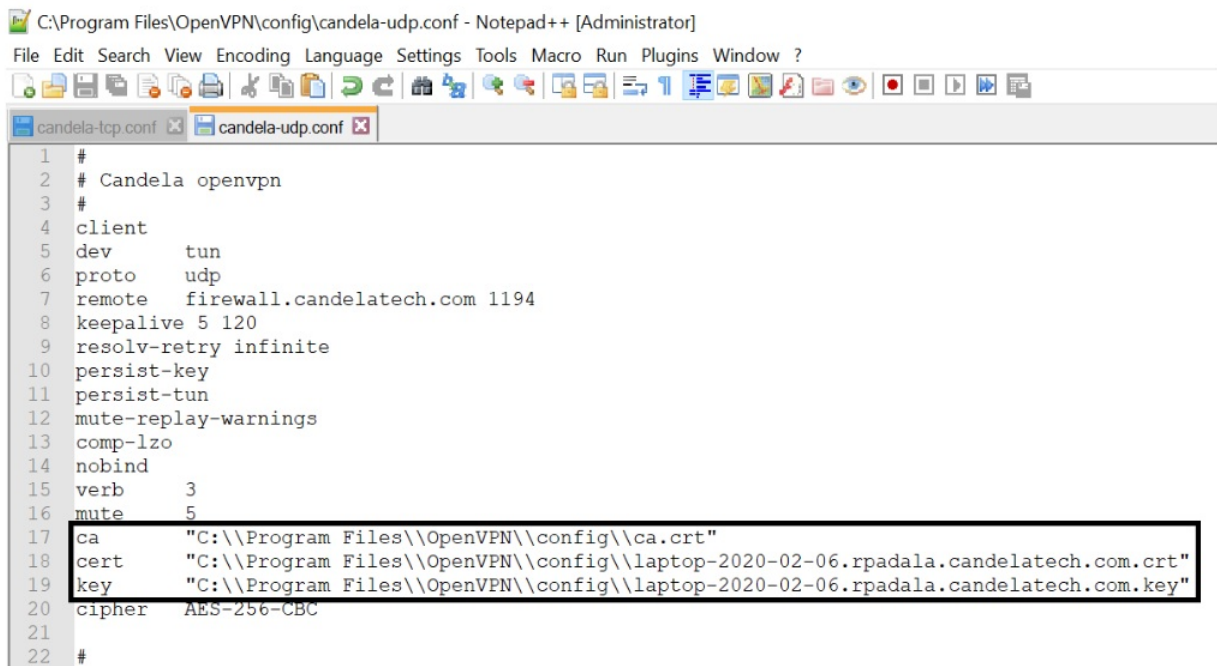 C:\Program Files\OpenVPN\config\candela-udp.conf - Notepad++ [Administrator]
File Edit Search View Encoding Language Settings Tools Macro Run Plugins Window ?
candela-tcp.conf candela-udp.conf
1 #
2 # Candela openvpn
3 #
4 client
5 dev tun
6 proto udp
7 remote firewall.candelatech.com 1194
8 keepalive 5 120
9 resolv-retry infinite
10 persist-key
11 persist-tun
12 mute-replay-warnings
13 comp-lzo
14 nobind
15 verb 3
16 mute 5
17 ca "C:\\Program Files\\OpenVPN\\config\\ca.crt"
18 cert "C:\\Program Files\\OpenVPN\\config\\laptop-2020-02-06.rpadala.candelatech.com.crt"
19 key "C:\\Program Files\\OpenVPN\\config\\laptop-2020-02-06.rpadala.candelatech.com.key"
20 cipher AES-256-CBC
21
22 #